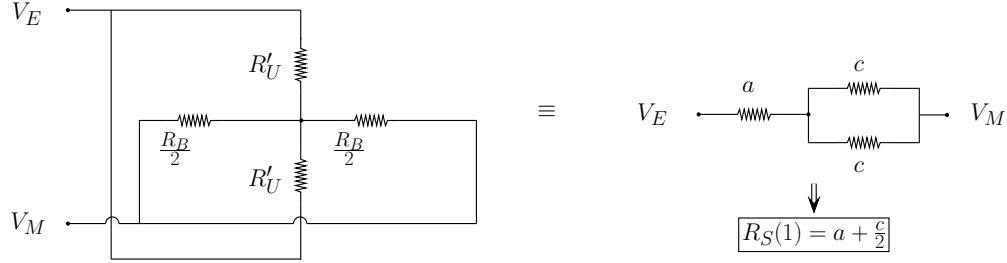 V_E
R'_U
c
a
≡
V_E
V_M
R_B/2
R_B/2
c
R'_U
V_M
⇓
R_S(1) = a + c/2